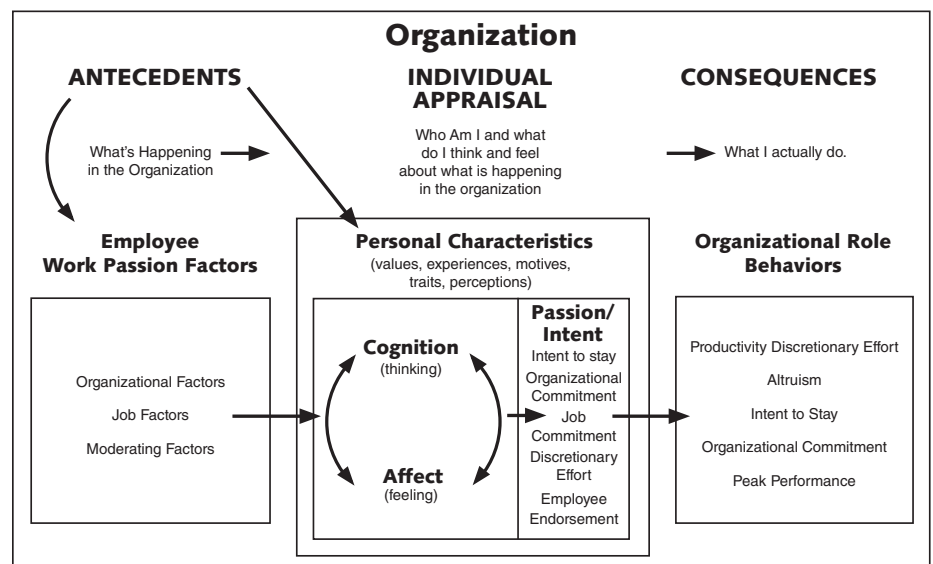 Organization
ANTECEDENTS
What's Happening
in the Organization
INDIVIDUAL
APPRAISAL
Who Am I and what
do I think and feel
about what is happening
in the organization
CONSEQUENCES
What I actually do.
Employee
Work Passion Factors
Organizational Factors
Job Factors
Moderating Factors
Personal Characteristics
(values, experiences, motives,
traits, perceptions)
Cognition
(thinking)
Affect
(feeling)
Passion/
Intent
Intent to stay
Organizational
Commitment
Job
Commitment
Discretionary
Effort
Employee
Endorsement
Organizational Role
Behaviors
Productivity Discretionary Effort
Altruism
Intent to Stay
Organizational Commitment
Peak Performance